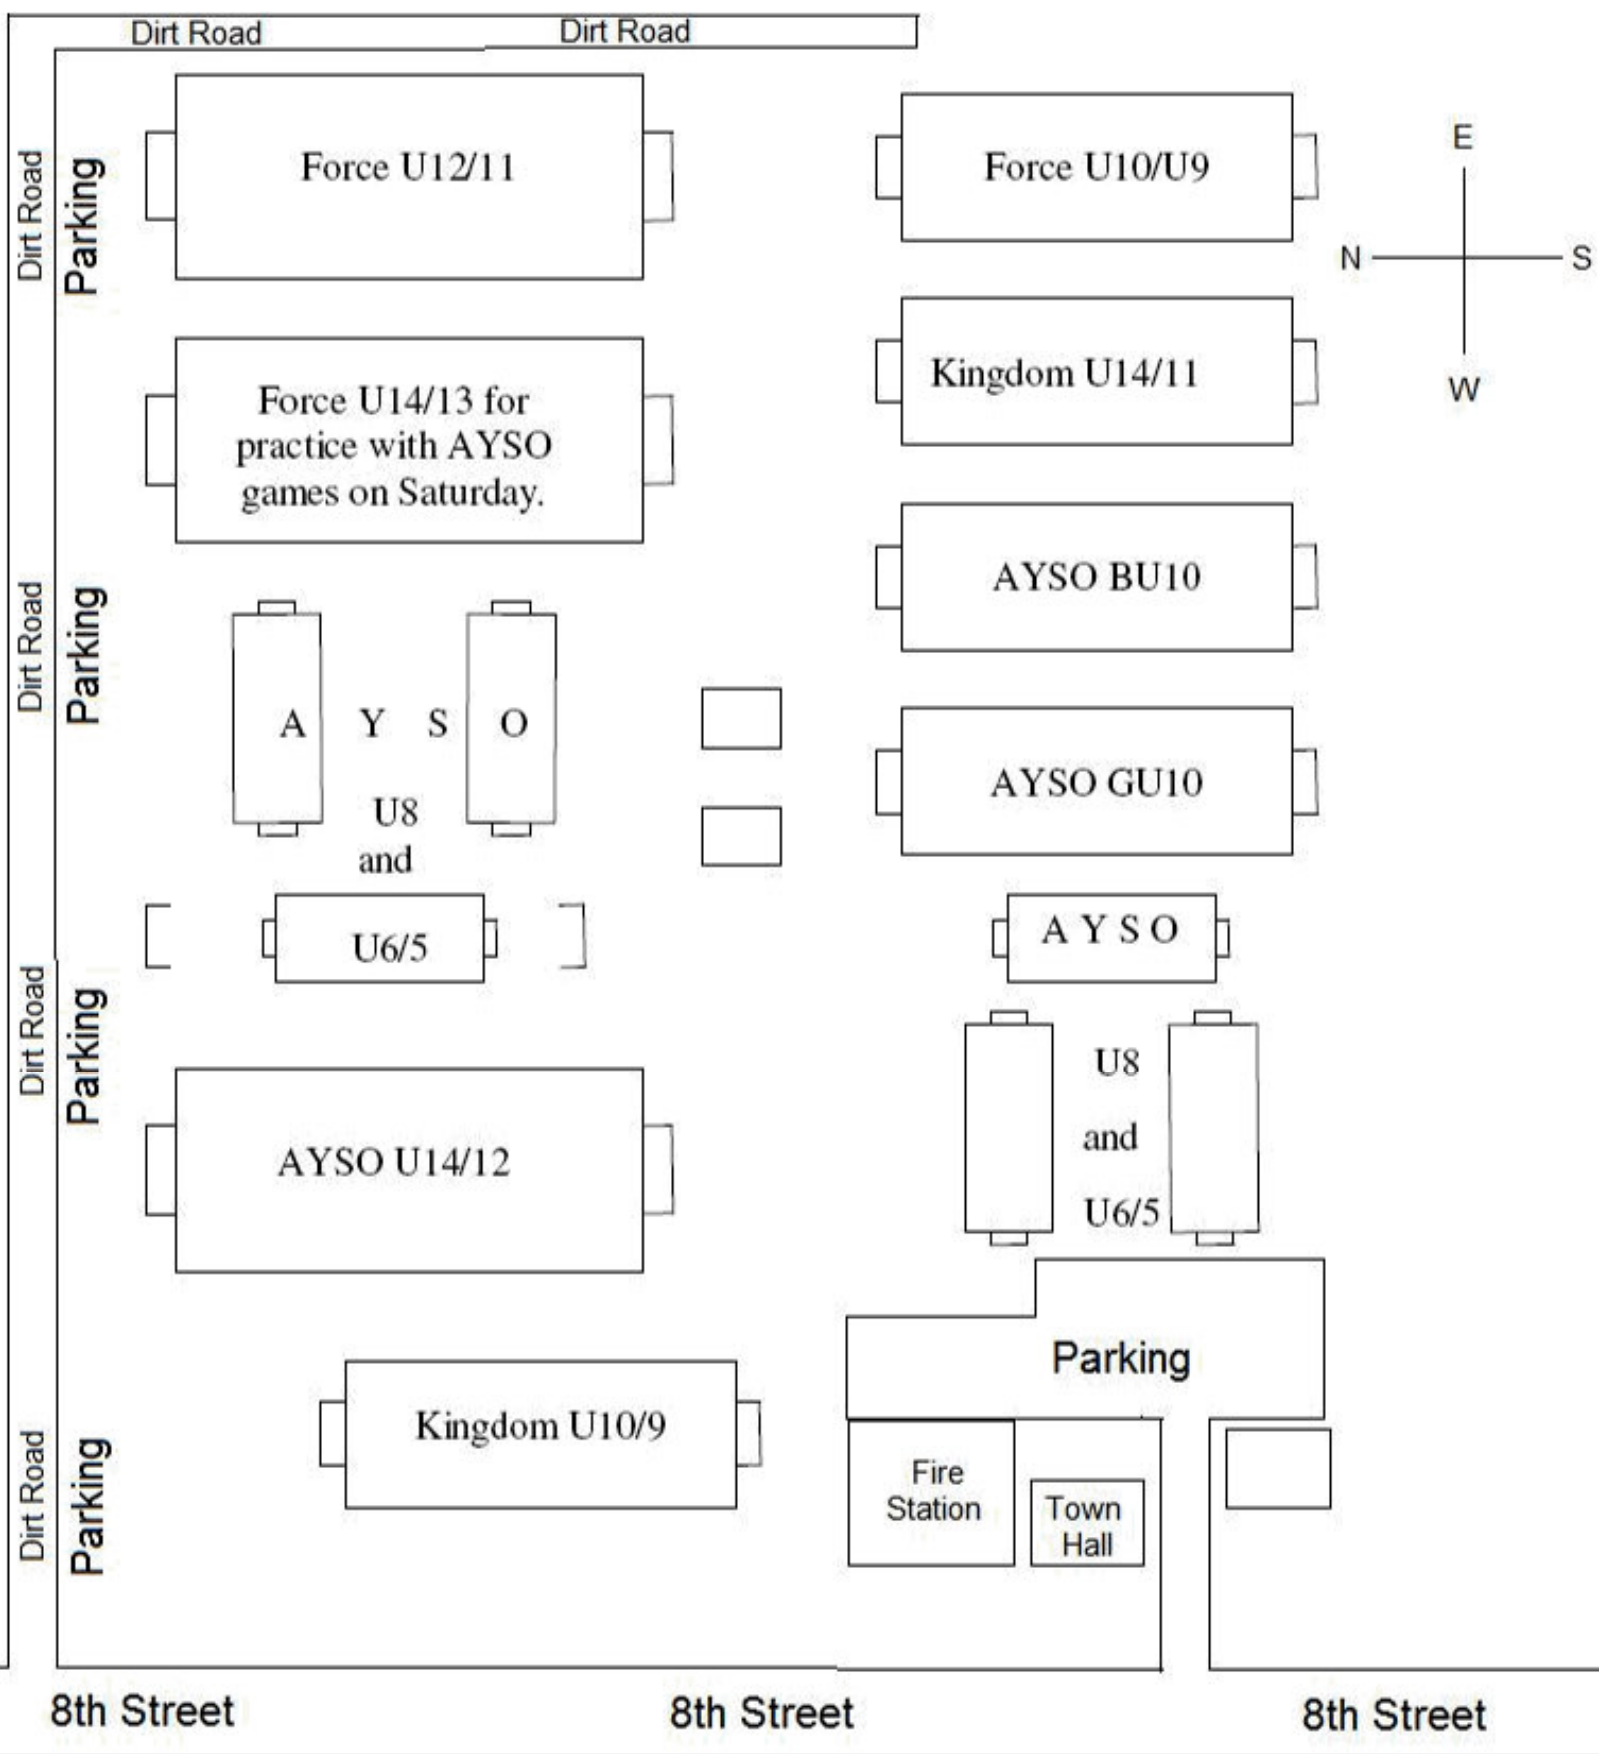 Dirt Road
Dirt Road
Dirt Road
Parking
Force U12/11
Force U10/U9
E
N
S
W
Force U14/13 for
practice with AYSO
games on Saturday.
Kingdom U14/11
AYSO BU10
Dirt Road
Parking
A Y S O
U8
and
U6/5
AYSO GU10
A Y S O
U8
and
U6/5
Dirt Road
Parking
AYSO U14/12
Parking
Kingdom U10/9
Dirt Road
Parking
Fire
Station
Town
Hall
8th Street
8th Street
8th Street